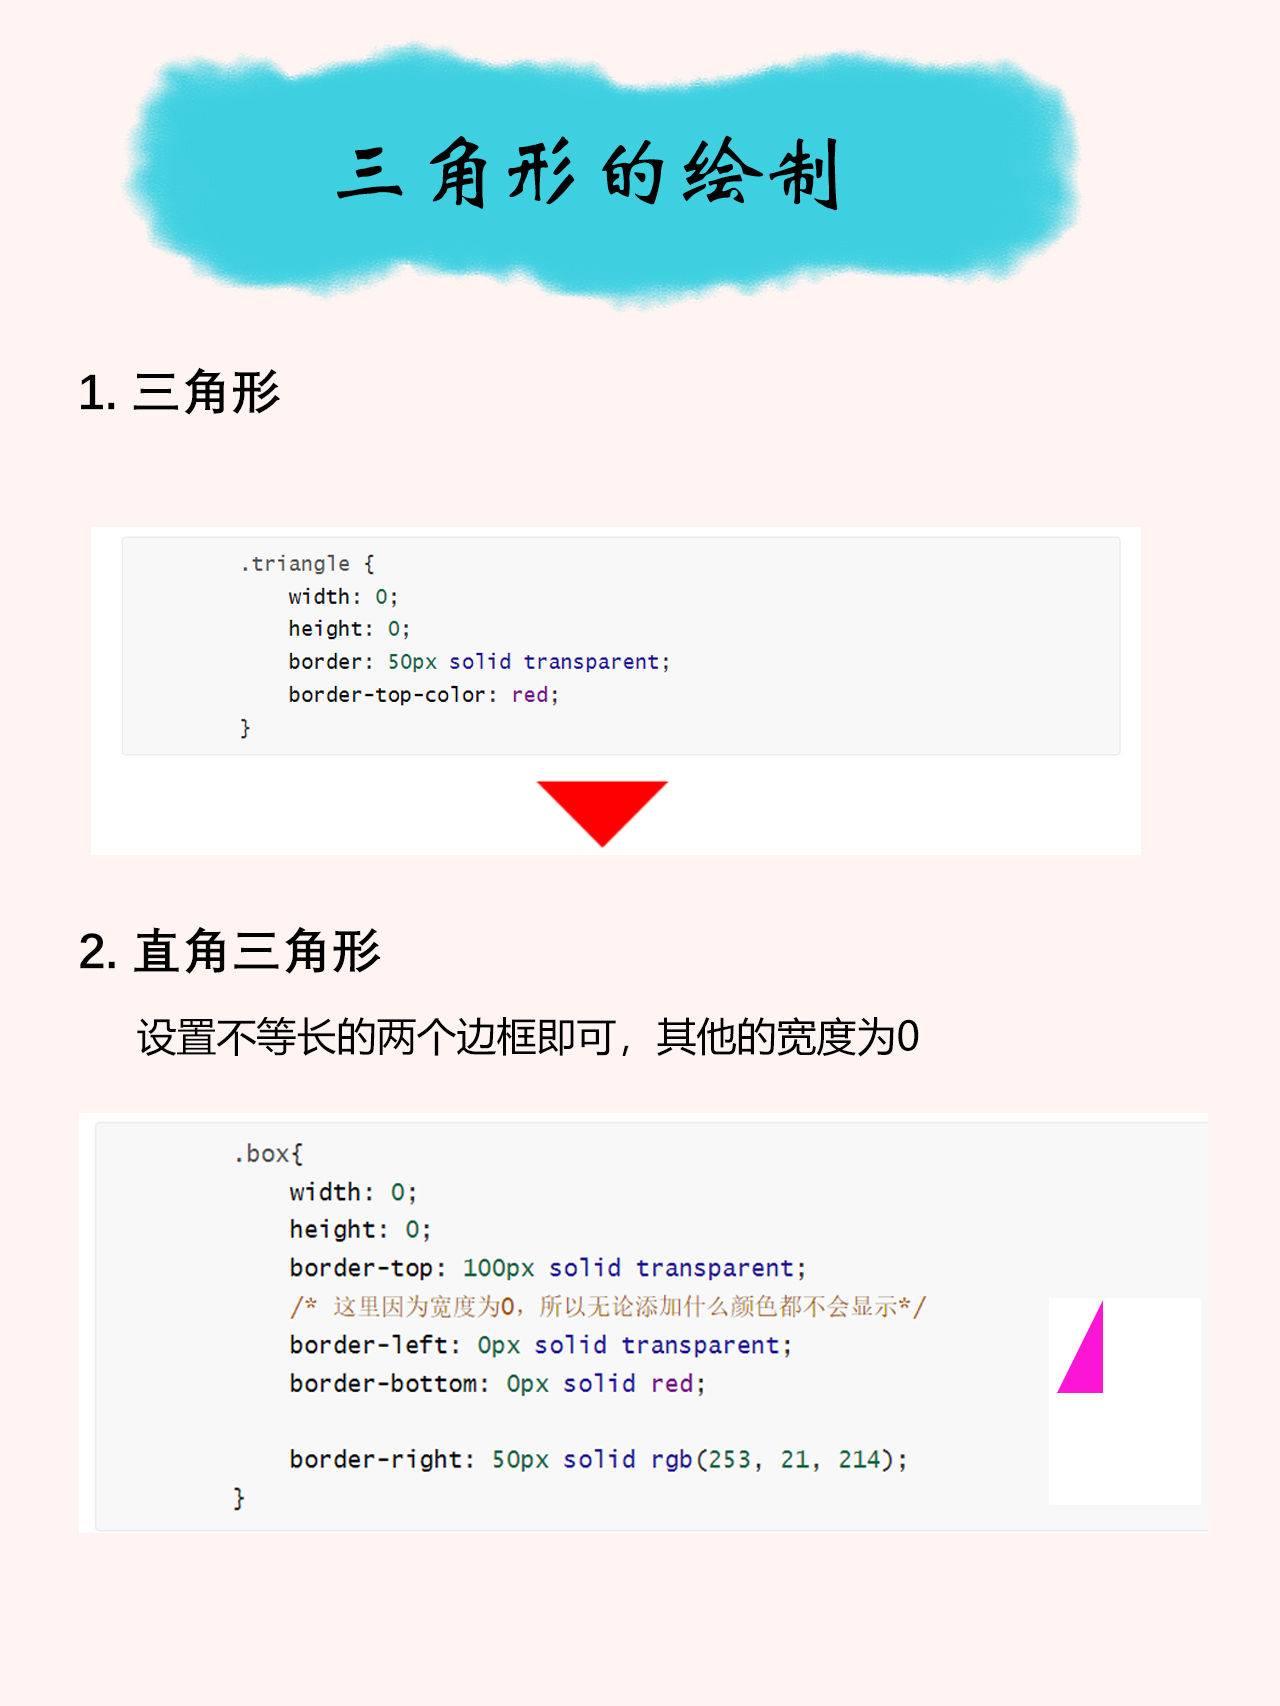 三角形的绘制
1. 三角形
.triangle {
width: 0;
height: 0;
border: 50px solid transparent;
border-top-color: red;
}
2. 直角三角形
设置不等长的两个边框即可，其他的宽度为0
.box{
width: 0;
height: 0;
border-top: 100px solid transparent;
/* 这里因为宽度为0，所以无论添加什么颜色都不会显示*/
border-left: 0px solid transparent;
border-bottom: 0px solid red;
border-right: 50px solid rgb(253, 21, 214);
}